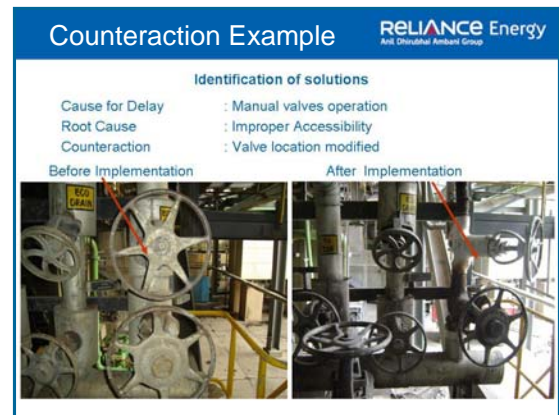 Counteraction Example
RELIANCE Energy
Anil Dhirubhai Ambani Group
Identification of solutions
Cause for Delay : Manual valves operation
Root Cause : Improper Accessibility
Counteraction : Valve location modified
Before Implementation After Implementation
ECO
DRAIN